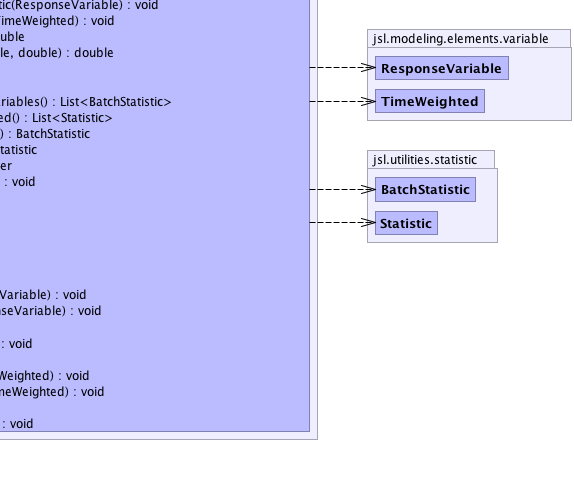 tic(ResponseVariable) : void
TimeWeighted) : void
uble
le, double) : double
riables() : List<BatchStatistic>
ed() : List<Statistic>
) : BatchStatistic
tatistic
er
: void
Variable) : void
seVariable) : void
: void
Weighted) : void
meWeighted) : void
: void
jsl.modeling.elements.variable
ResponseVariable
TimeWeighted
jsl.utilities.statistic
BatchStatistic
Statistic